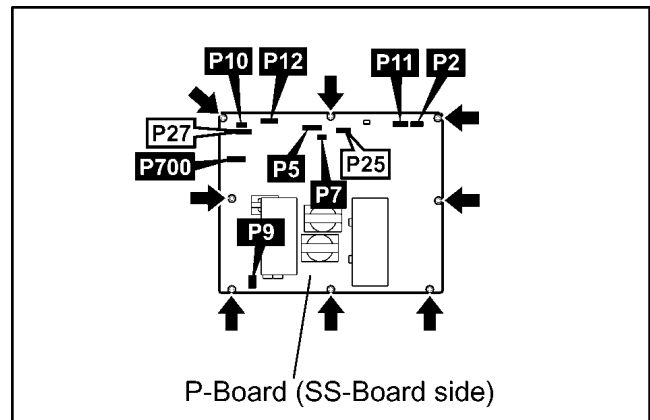 P10 P12 P11 P2
P27
P700
P5 P25
P7
P9
P-Board (SS-Board side)